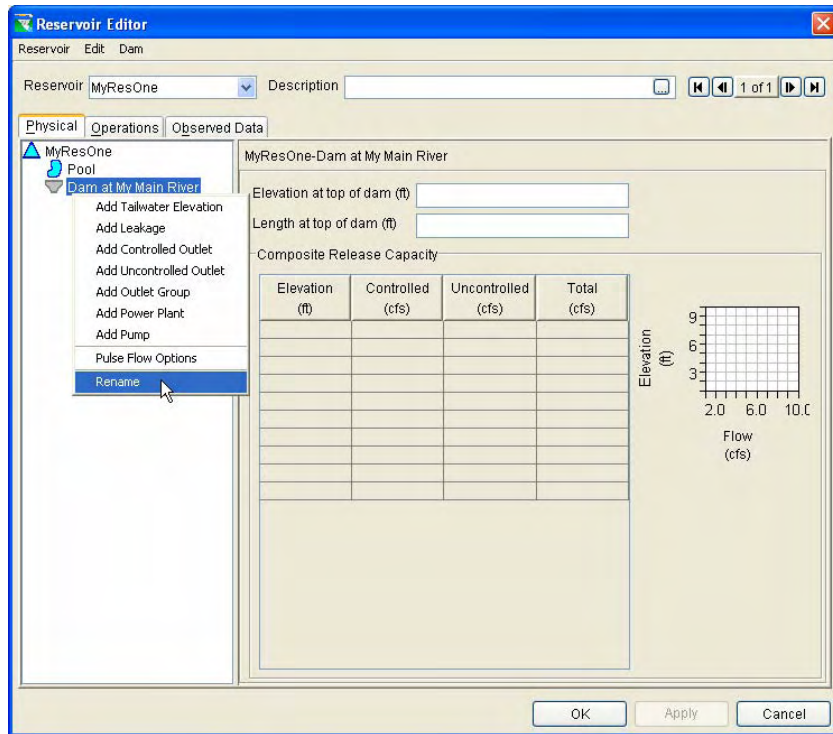 Reservoir Editor
Reservoir Edit Dam
Reservoir MyResOne Description ... 1 of 1
Physical Operations Observed Data
MyResOne
Pool
Dam at My Main River
Add Tailwater Elevation
Add Leakage
Add Controlled Outlet
Add Uncontrolled Outlet
Add Outlet Group
Add Power Plant
Add Pump
Pulse Flow Options
Rename
MyResOne-Dam at My Main River
Elevation at top of dam (ft)
Length at top of dam (ft)
Composite Release Capacity
Elevation (ft) Controlled (cfs) Uncontrolled (cfs) Total (cfs)
Elevation (ft)
9
6
3
2.0 6.0 10.0
Flow
(cfs)
OK Apply Cancel